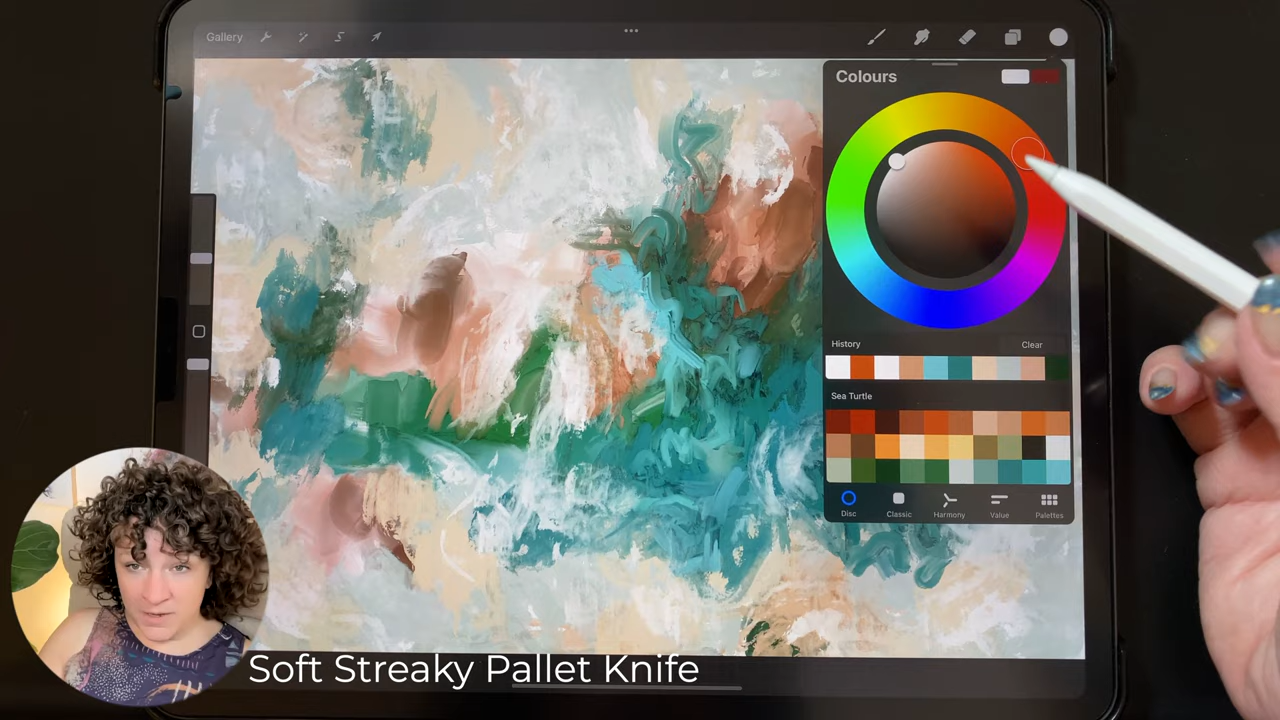 Gallery
Colours
History
Clear
Sea Turtle
Disc
Classic
Harmony
Value
Palettes
Soft Streaky Pallet Knife